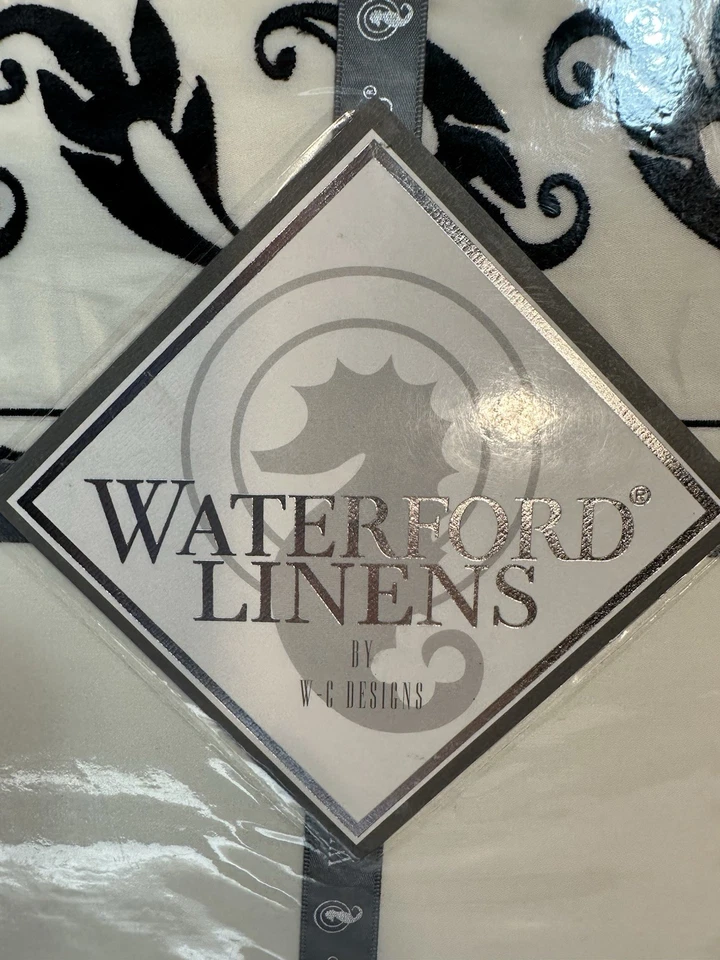 WATERFORD®
LINENS
BY
W-C DESIGNS
W